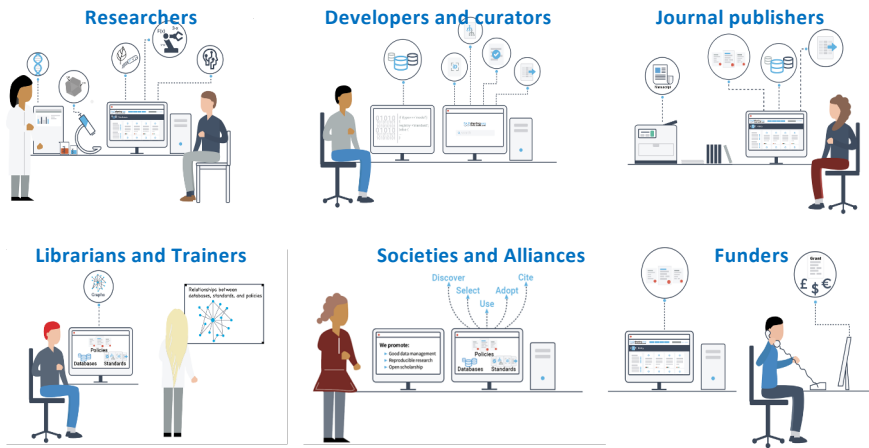 Researchers
Developers and curators
Journal publishers
F(x)
Manuscript
Librarians and Trainers
Societies and Alliances
Funders
Graphs
Relationships between
databases, standards, and policies
Policies
Databases Standards
Discover
Cite
Select
Adopt
Use
We promote:
Good data management
Reproducible research
Open scholarship
Policies
Databases Standards
Grant
£ $ €